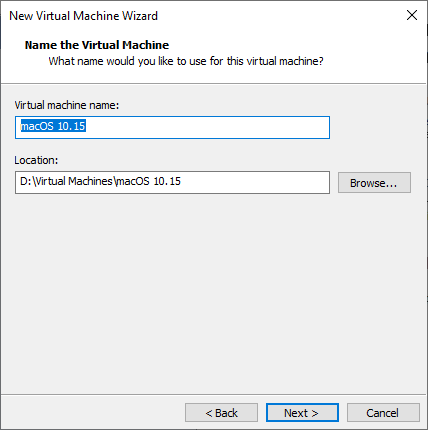 New Virtual Machine Wizard
Name the Virtual Machine
What name would you like to use for this virtual machine?
Virtual machine name:
macOS 10.15
Location:
D:\Virtual Machines\macOS 10.15
Browse...
< Back
Next >
Cancel